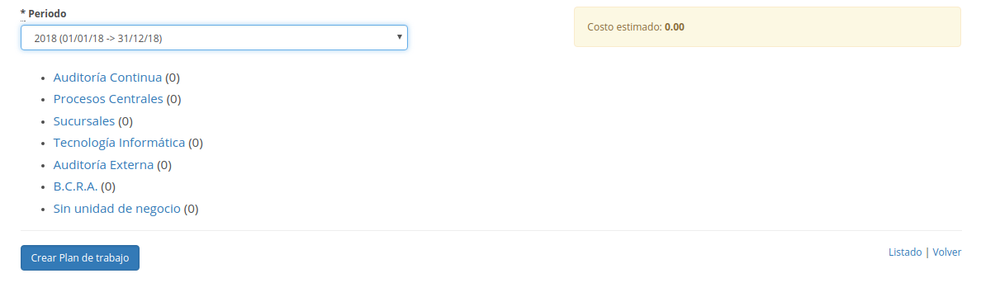 * Periodo
Costo estimado: 0.00
2018 (01/01/18 -> 31/12/18)
Auditoría Continua (0)
Procesos Centrales (0)
Sucursales (0)
Tecnología Informática (0)
Auditoría Externa (0)
B.C.R.A. (0)
Sin unidad de negocio (0)
Crear Plan de trabajo
Listado | Volver